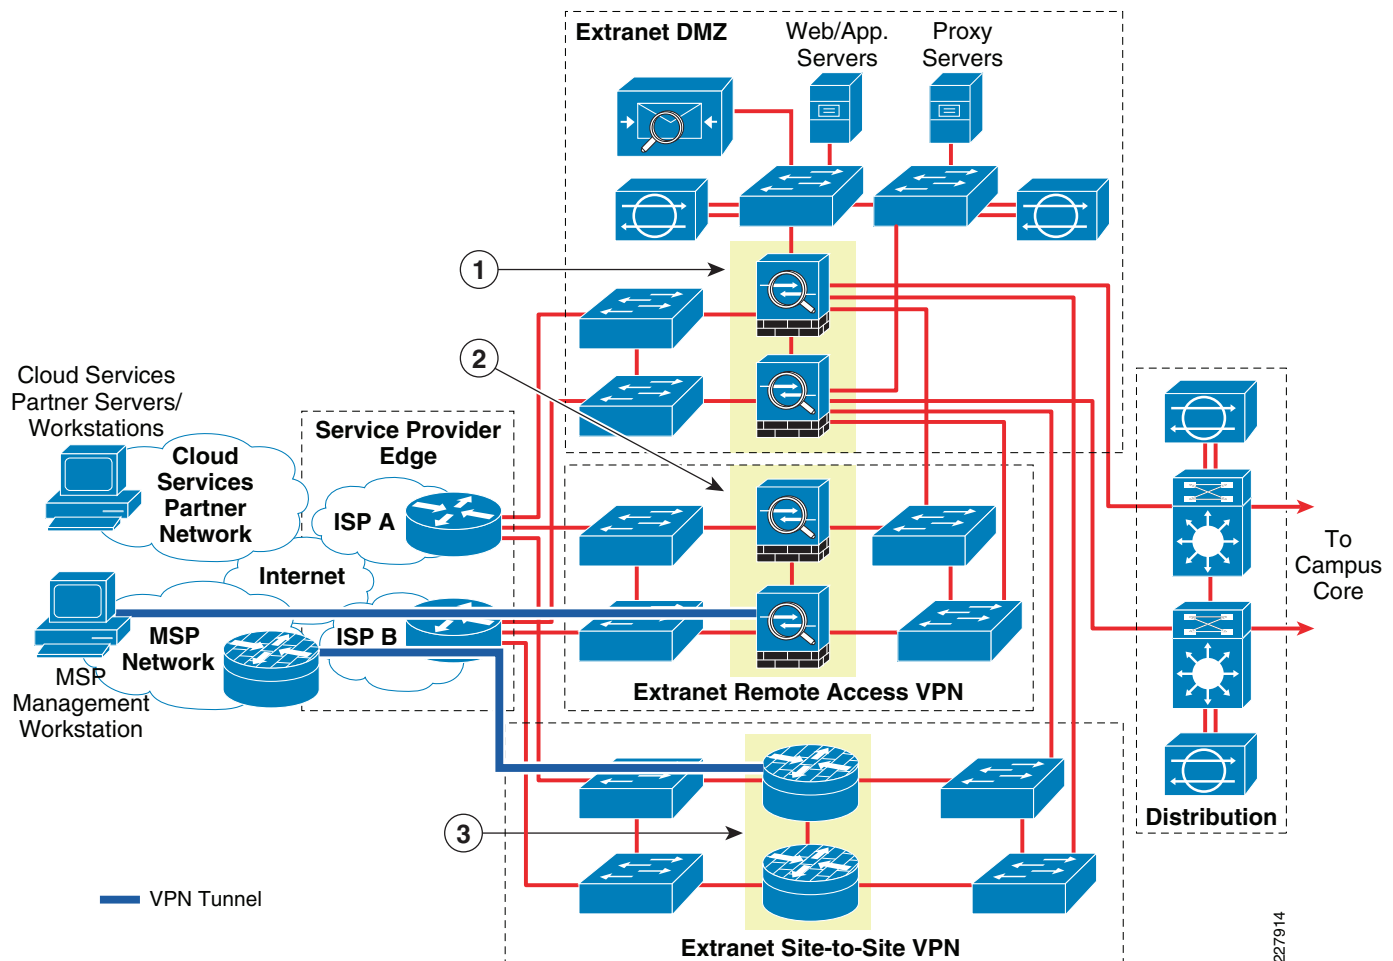 Extranet DMZ
Web/App.
Servers
Proxy
Servers
1
2
Cloud Services
Partner Servers/
Workstations
Service Provider
Edge
Cloud
Services
Partner
Network
ISP A
Internet
To
Campus
Core
ISP B
MSP
Network
MSP
Management
Workstation
Extranet Remote Access VPN
Distribution
3
VPN Tunnel
Extranet Site-to-Site VPN
227914